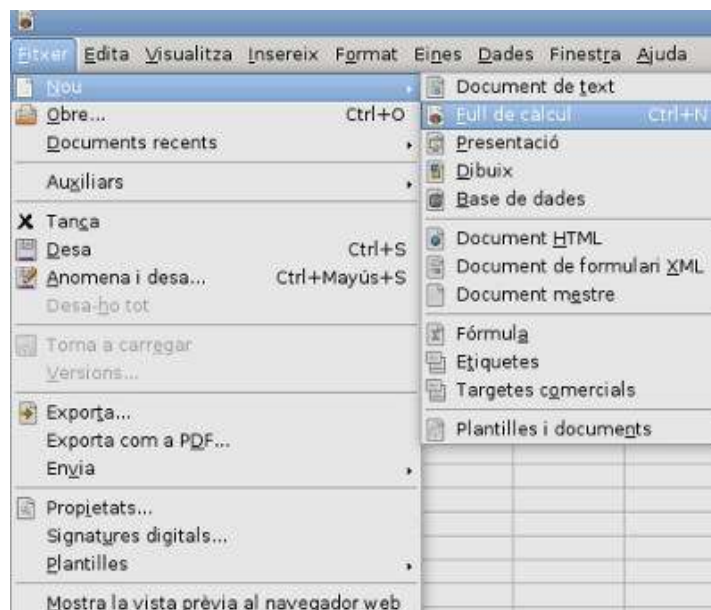 Fitxer Edita Visualitza Insereix Format Eines Dades Finestra Ajuda
Nou
Obre... Ctrl+O
Documents recents
Auxiliars
Tanca
Desa Ctrl+S
Anomena i desa... Ctrl+Mayús+S
Desa-ho tot
Torna a carregar
Versions...
Exporta...
Exporta com a PDF...
Envia
Propietats...
Signatures digitals...
Plantilles
Mostra la vista prèvia al navegador web
Document de text
Full de càlcul Ctrl+N
Presentació
Dibuix
Base de dades
Document HTML
Document de formulari XML
Document mestre
Fórmula
Etiquetes
Targetes comercials
Plantilles i documents